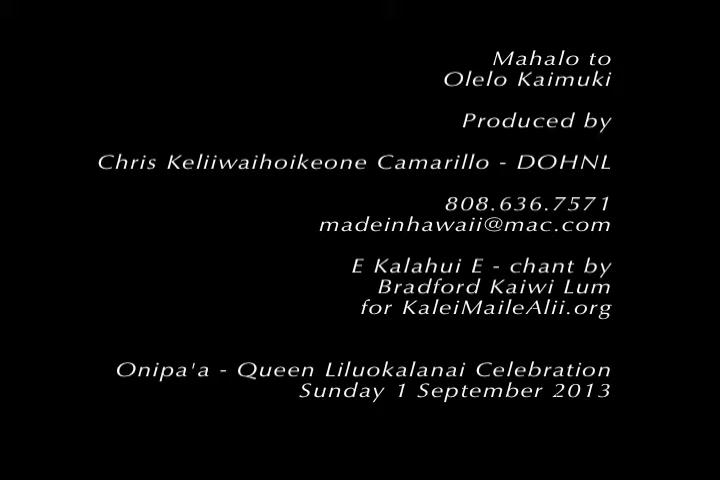 Mahalo to
Olelo Kaimuki
Produced by
Chris Keliiwaihoikeone Camarillo - DOHNL
808.636.7571
madeinhawaii@mac.com
E Kalahui E - chant by
Bradford Kaiwi Lum
for KaleiMaileAlii.org
Onipa'a - Queen Liluokalanai Celebration
Sunday 1 September 2013